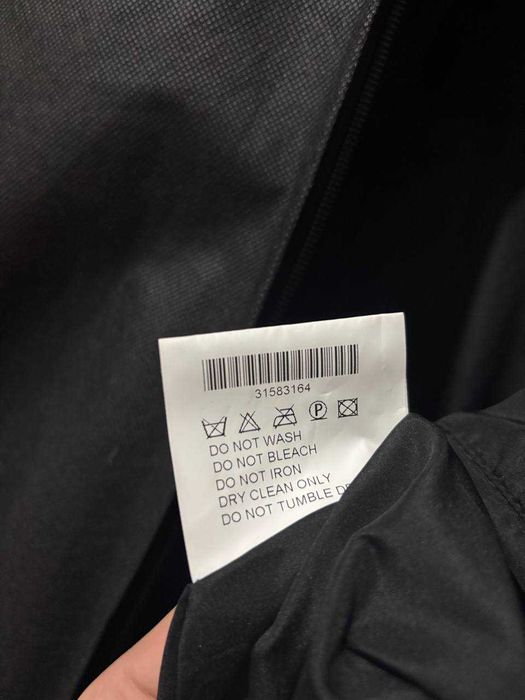 31583164
P
DO NOT WASH
DO NOT BLEACH
DO NOT IRON
DRY CLEAN ONLY
DO NOT TUMBLE D